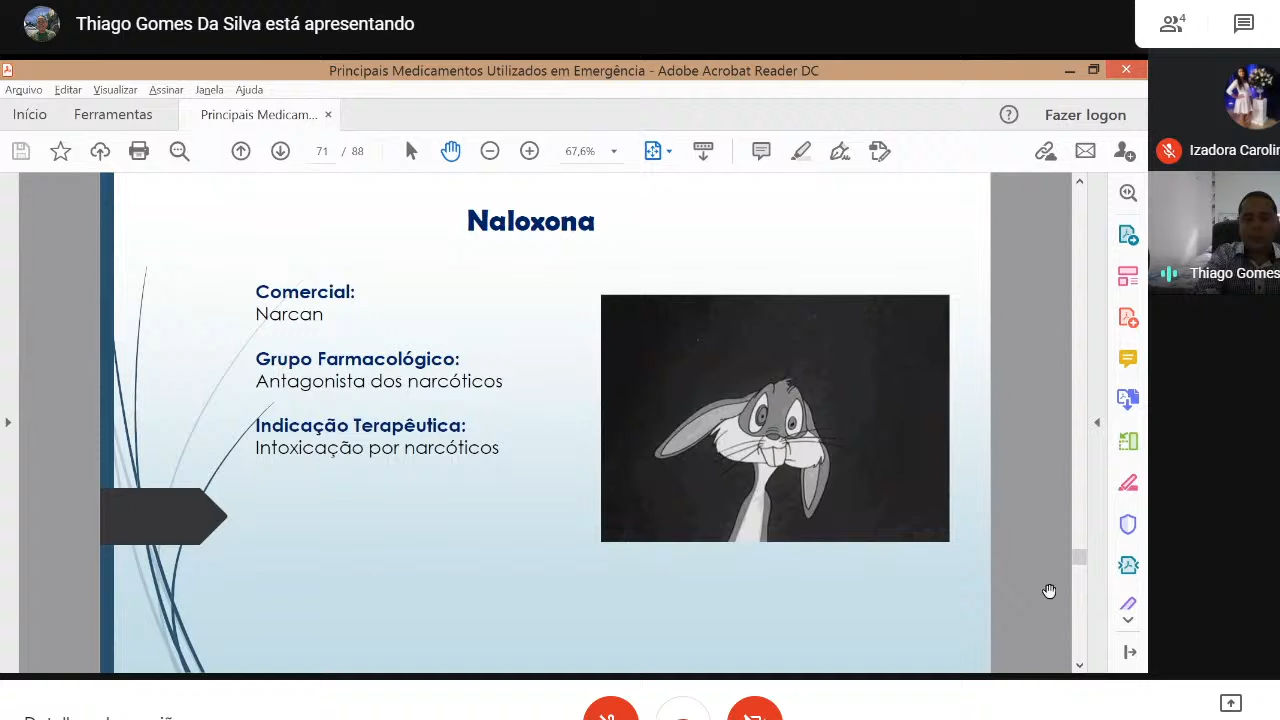 Thiago Gomes Da Silva está apresentando
4
Principais Medicamentos Utilizados em Emergência - Adobe Acrobat Reader DC
Arquivo Editar Visualizar Assinar Janela Ajuda
Início Ferramentas Principais Medicam... × Fazer logon
71 / 88 67,6%
Izadora Carolin
Thiago Gomes
Naloxona
Comercial:
Narcan
Grupo Farmacológico:
Antagonista dos narcóticos
Indicação Terapêutica:
Intoxicação por narcóticos